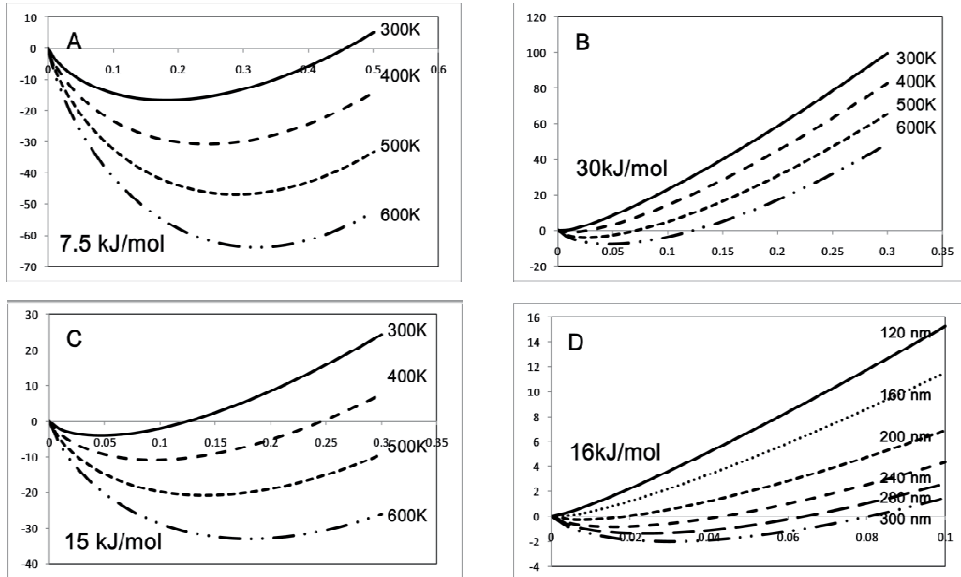 A
10
0
-10
-20
-30
-40
-50
-60
-70
0 0.1 0.2 0.3 0.4 0.5 0.6
300K
400K
500K
600K
7.5 kJ/mol
B
120
100
80
60
40
20
0
-20
0 0.05 0.1 0.15 0.2 0.25 0.3 0.35
300K
400K
500K
600K
30kJ/mol
C
30
20
10
0
-10
-20
-30
-40
0 0.05 0.1 0.15 0.2 0.25 0.3 0.35
300K
400K
500K
600K
15 kJ/mol
D
16
14
12
10
8
6
4
2
0
-2
-4
0 0.02 0.04 0.06 0.08 0.1
120 nm
160 nm
200 nm
240 nm
280 nm
300 nm
16kJ/mol